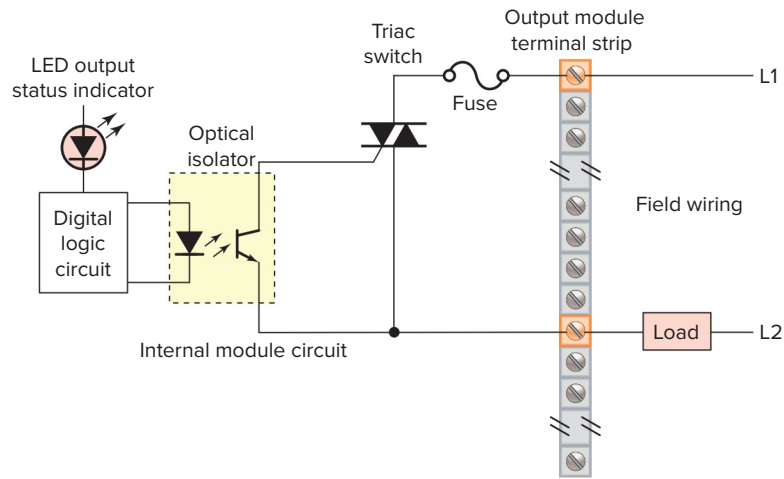 Output module
terminal strip
Triac
switch
L1
LED output
status indicator
Fuse
Optical
isolator
Digital
logic
circuit
Field wiring
Load
L2
Internal module circuit